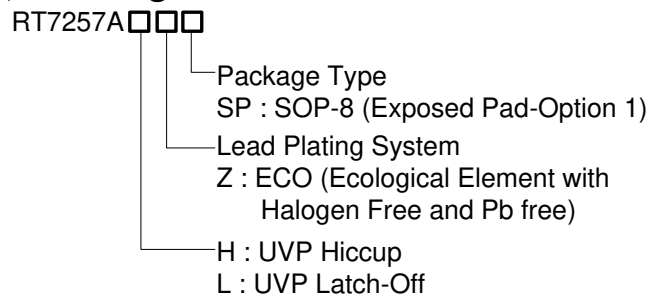 RT7257A□□□
Package Type
SP : SOP-8 (Exposed Pad-Option 1)
Lead Plating System
Z : ECO (Ecological Element with
Halogen Free and Pb free)
H : UVP Hiccup
L : UVP Latch-Off